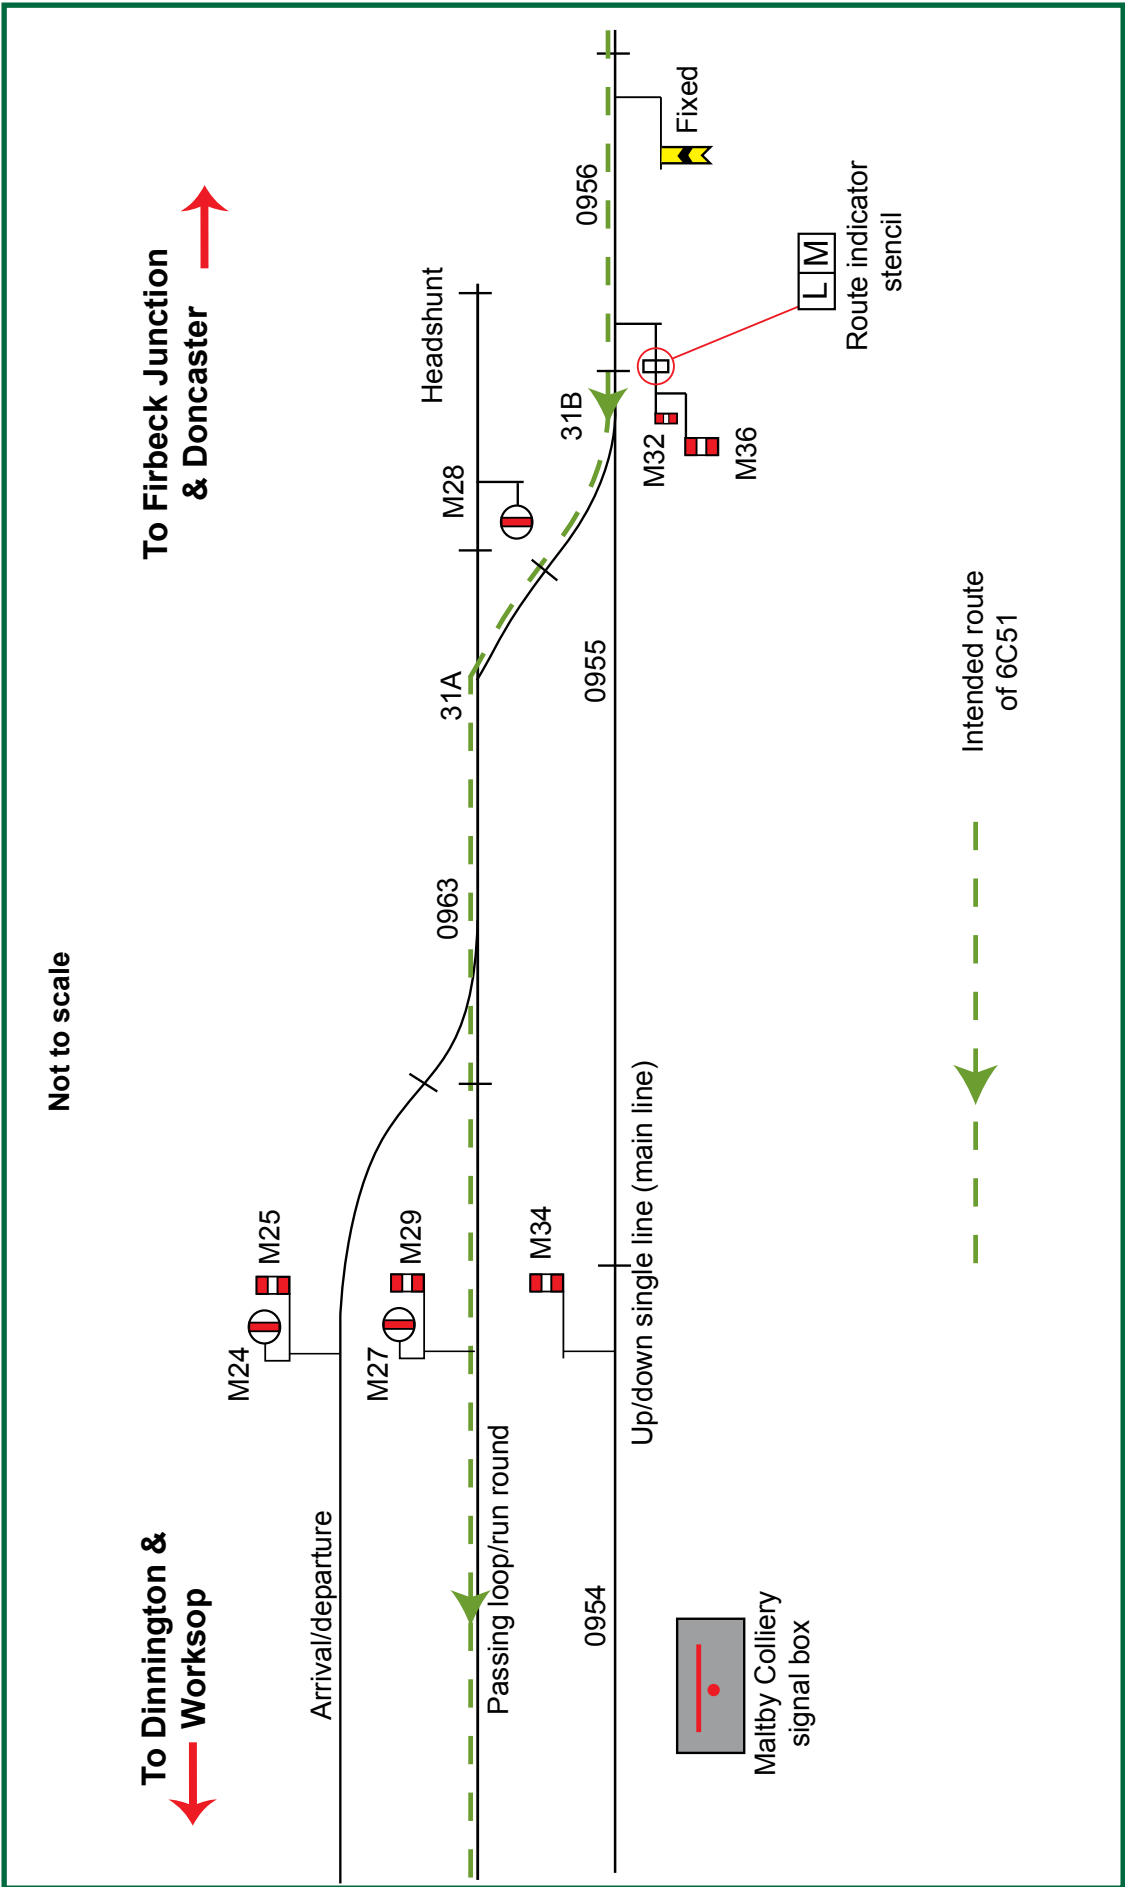 Not to scale
To Dinnington &
Worksop
To Firbeck Junction
& Doncaster
M24
M25
Arrival/departure
M27
M29
0963
31A
M28
Headshunt
Passing loop/run round
M34
0954
0955
31B
0956
Up/down single line (main line)
M32
M36
Fixed
L M
Route indicator
stencil
Maltby Colliery
signal box
Intended route
of 6C51